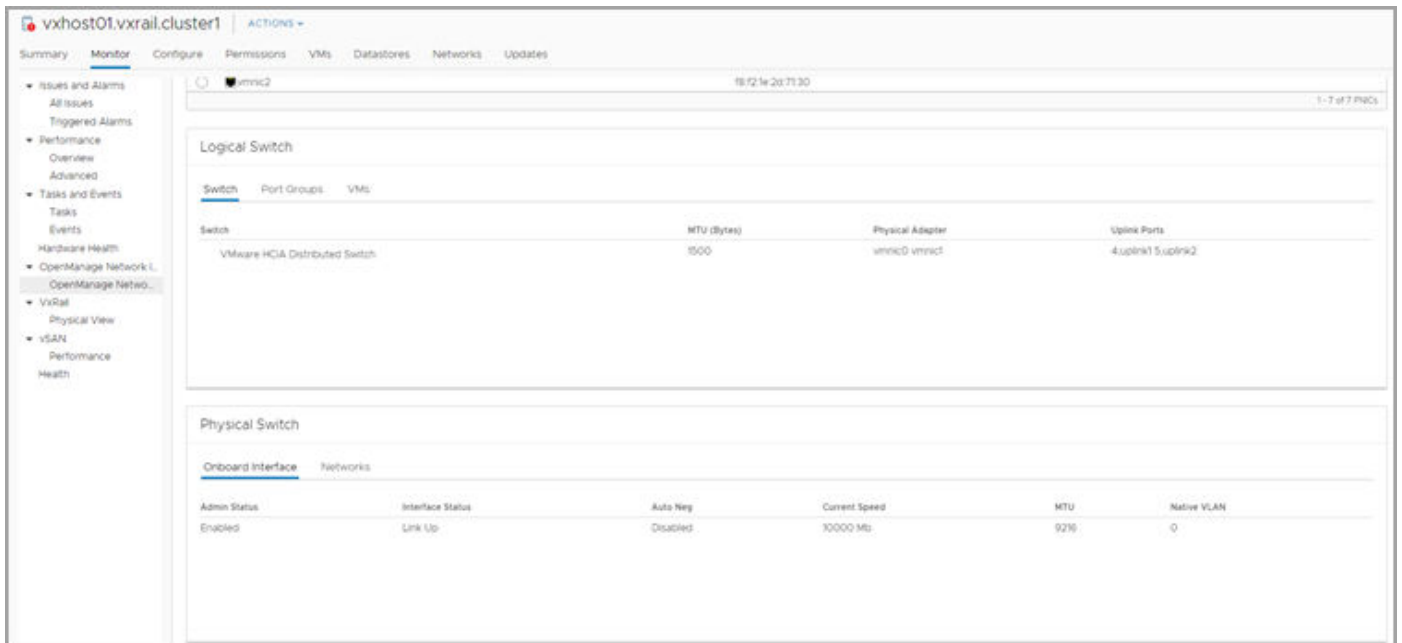 vxhost01.vxrail.cluster1 ACTIONS
Summary Monitor Configure Permissions VMs Datastores Networks Updates
Issues and Alarms
All Issues
Triggered Alarms
Performance
Overview
Advanced
Tasks and Events
Tasks
Events
Hardware Health
OpenManage Network I...
OpenManage Netwo...
VxRail
Physical View
vSAN
Performance
Health
vmnic2
1 - 7 of 7 PNICs
Logical Switch
Switch Port Groups VMs
Switch MTU (Bytes) Physical Adapter Uplink Ports
VMware HCIA Distributed Switch 1500 vmnic0 vmnic1 4:uplink1 5:uplink2
Physical Switch
Onboard Interface Networks
Admin Status Interface Status Auto Neg Current Speed MTU Native VLAN
Enabled Link Up Disabled 10000 Mb 9216 0